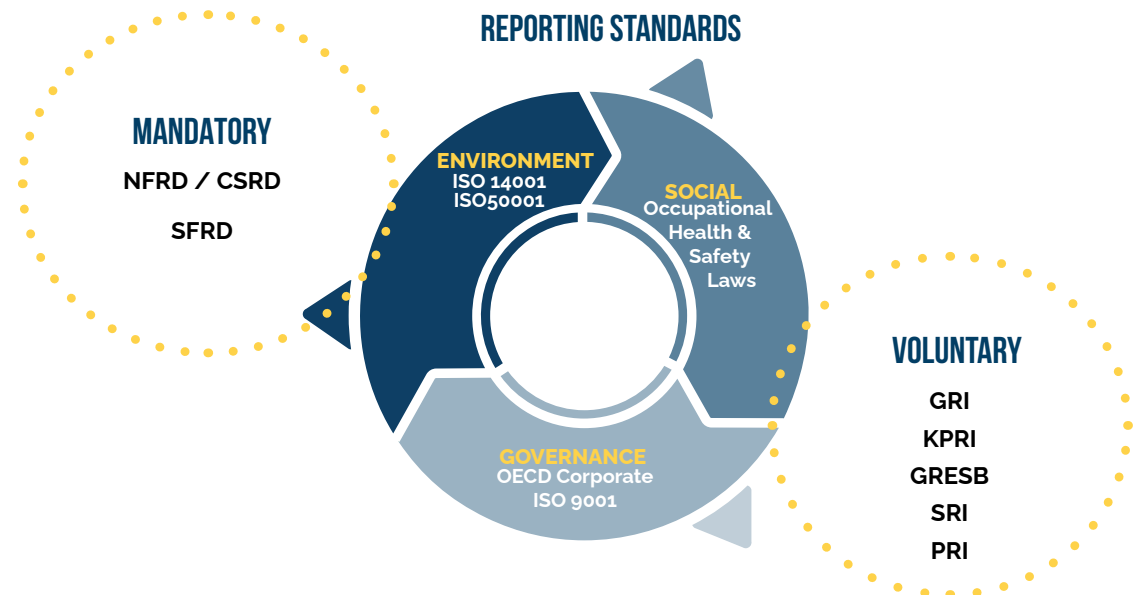 REPORTING STANDARDS
MANDATORY
NFRD / CSRD
SFRD
ENVIRONMENT
ISO 14001
ISO50001
SOCIAL
Occupational
Health &
Safety
Laws
GOVERNANCE
OECD Corporate
ISO 9001
VOLUNTARY
GRI
KPRI
GRESB
SRI
PRI